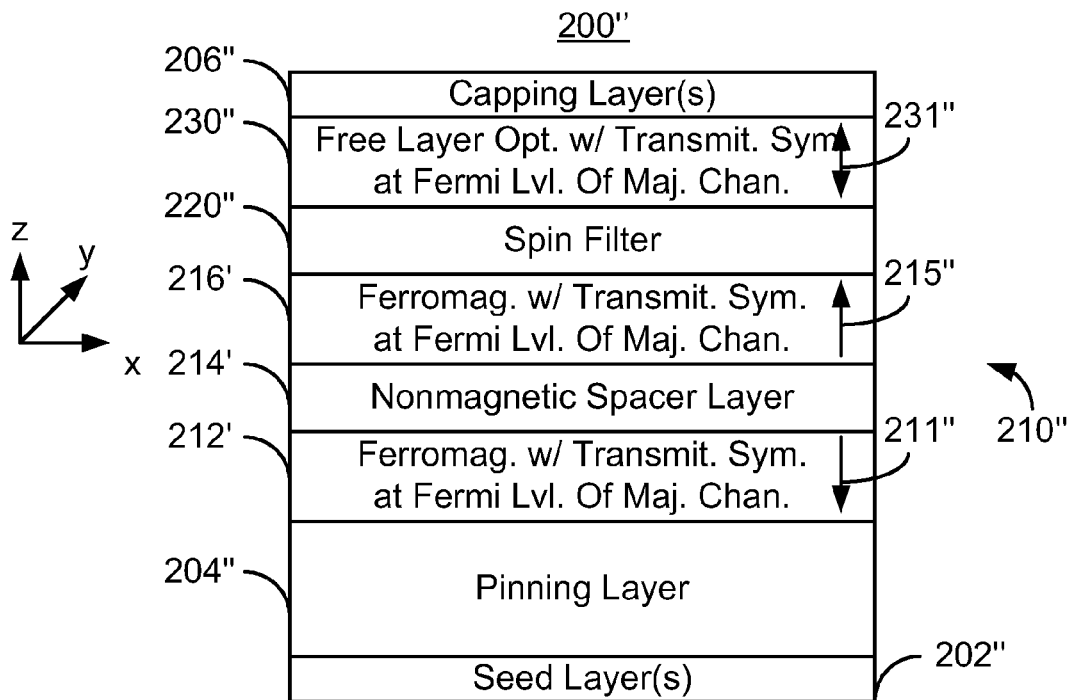 200"
206"
Capping Layer(s)
230"
Free Layer Opt. w/ Transmit. Sym.
at Fermi Lvl. Of Maj. Chan.
231"
220"
Spin Filter
z
y
x
216'
Ferromag. w/ Transmit. Sym.
at Fermi Lvl. Of Maj. Chan.
215"
214'
Nonmagnetic Spacer Layer
210"
212'
Ferromag. w/ Transmit. Sym.
at Fermi Lvl. Of Maj. Chan.
211"
204"
Pinning Layer
Seed Layer(s)
202"